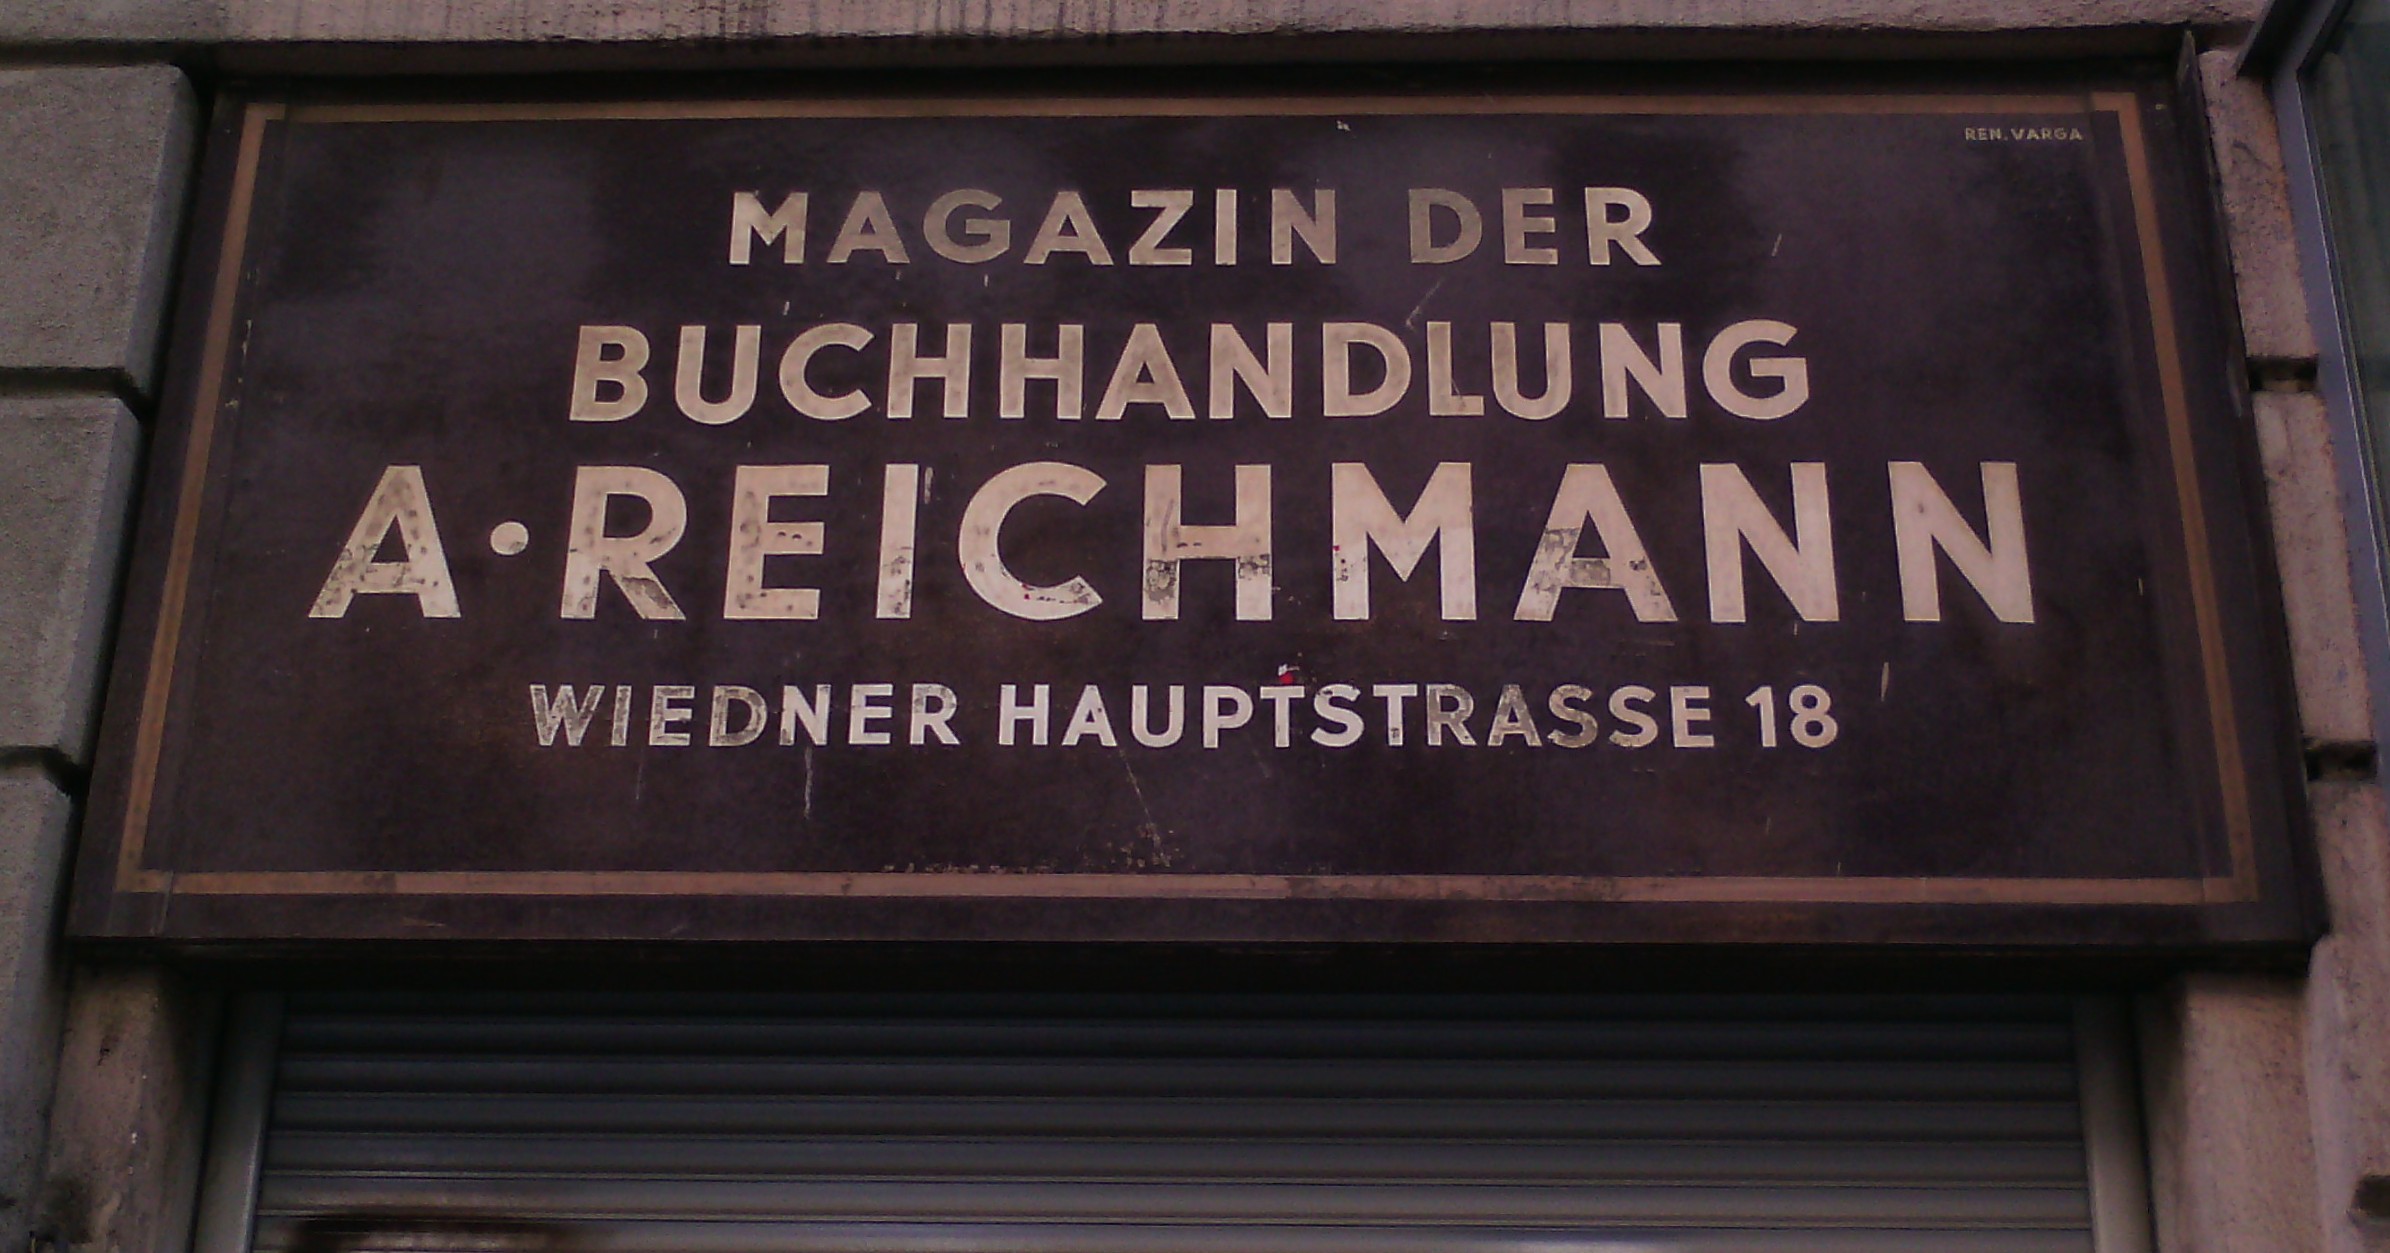 REN. VARGA
MAGAZIN DER
BUCHHANDLUNG
A·REICHMANN
WIEDNER HAUPTSTRASSE 18